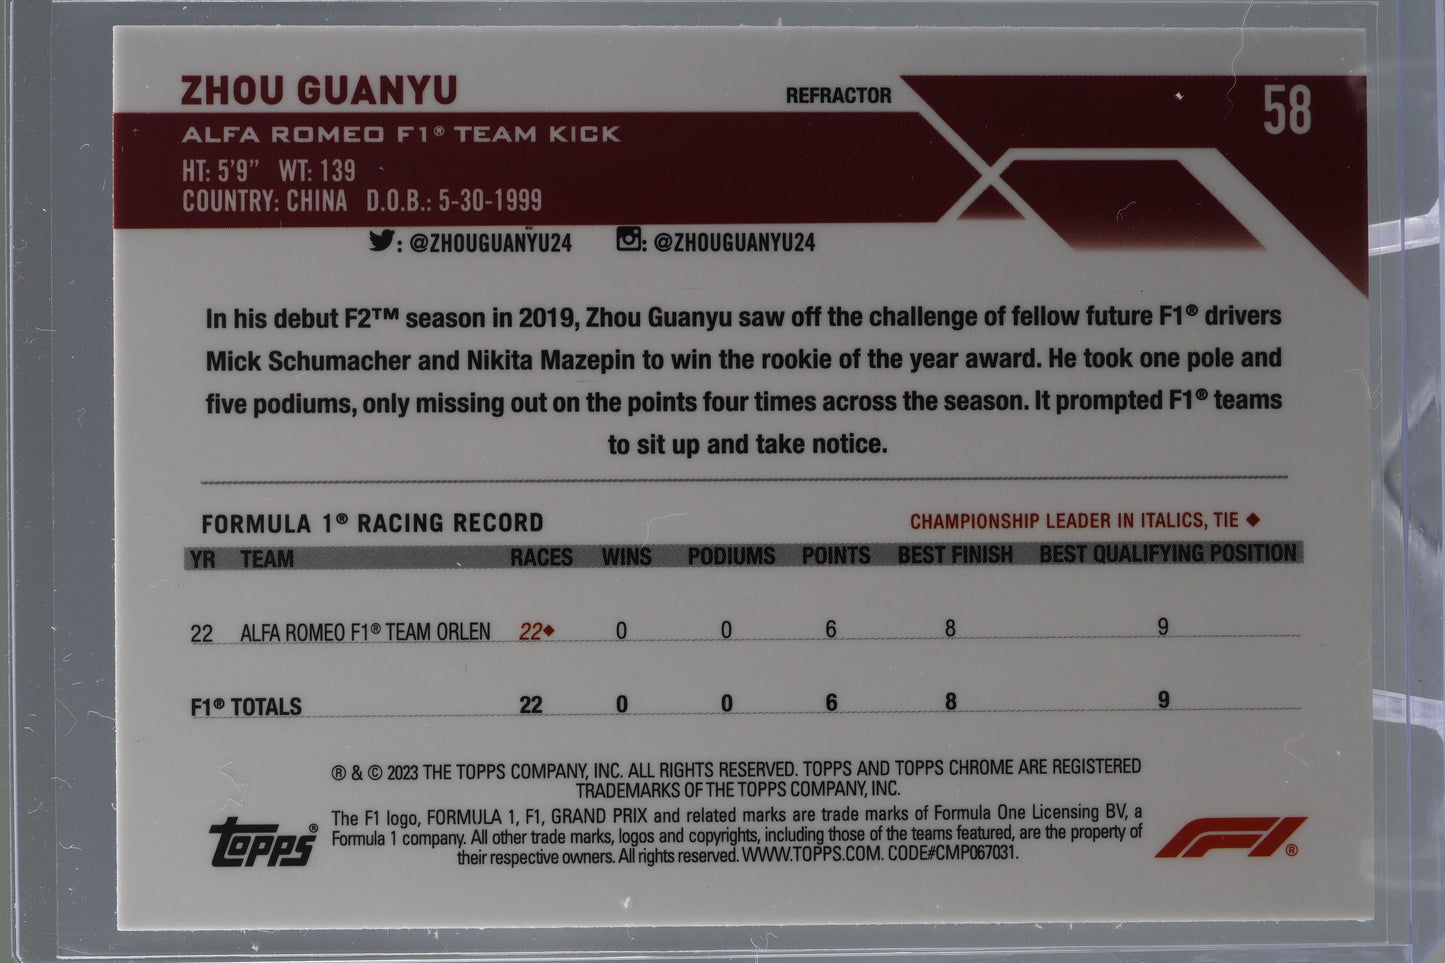 ZHOU GUANYU
REFRACTOR
58
ALFA ROMEO F1® TEAM KICK
HT: 5'9" WT: 139
COUNTRY: CHINA D.O.B.: 5-30-1999
: @ZHOUGUANYU24 : @ZHOUGUANYU24
In his debut F2™ season in 2019, Zhou Guanyu saw off the challenge of fellow future F1® drivers
Mick Schumacher and Nikita Mazepin to win the rookie of the year award. He took one pole and
five podiums, only missing out on the points four times across the season. It prompted F1® teams
to sit up and take notice.
FORMULA 1® RACING RECORD
CHAMPIONSHIP LEADER IN ITALICS, TIE ◆
YR TEAM RACES WINS PODIUMS POINTS BEST FINISH BEST QUALIFYING POSITION
22 ALFA ROMEO F1® TEAM ORLEN 22◆ 0 0 6 8 9
F1® TOTALS 22 0 0 6 8 9
® & © 2023 THE TOPPS COMPANY, INC. ALL RIGHTS RESERVED. TOPPS AND TOPPS CHROME ARE REGISTERED
TRADEMARKS OF THE TOPPS COMPANY, INC.
The F1 logo, FORMULA 1, F1, GRAND PRIX and related marks are trade marks of Formula One Licensing BV, a
Formula 1 company. All other trade marks, logos and copyrights, including those of the teams featured, are the property of
their respective owners. All rights reserved. WWW.TOPPS.COM. CODE#CMP067031.
topps®
F1®